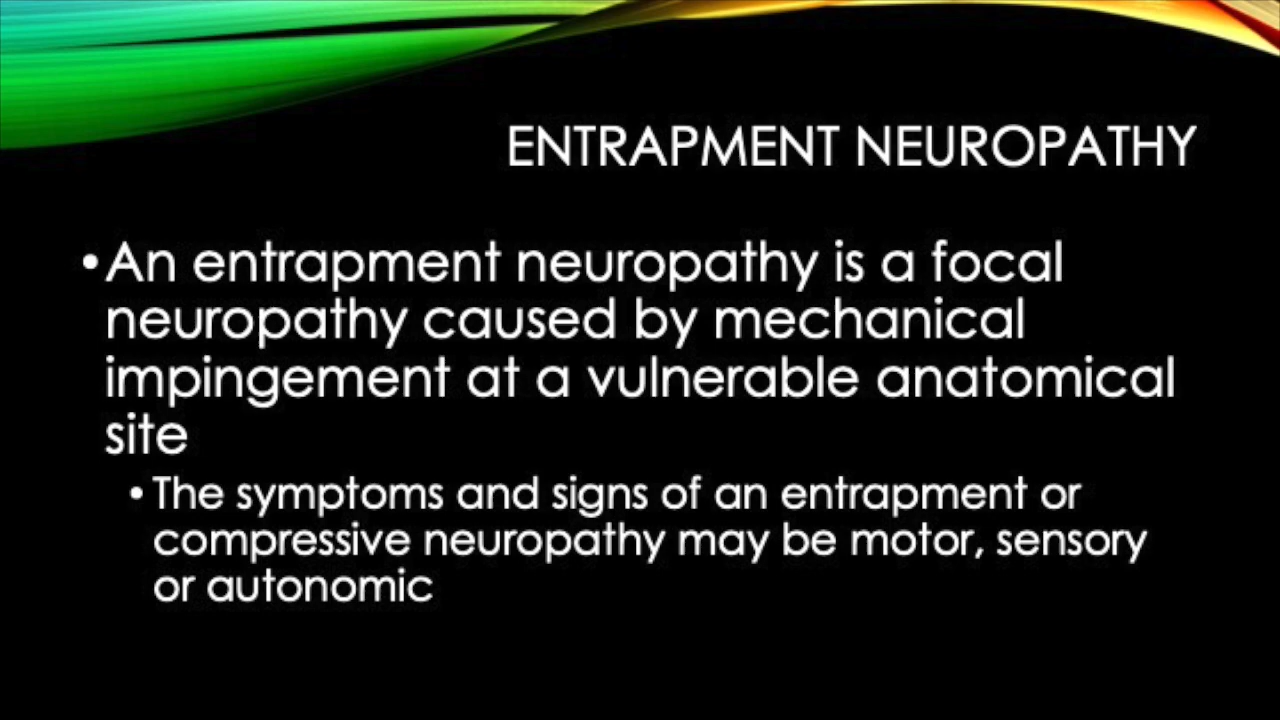 ENTRAPMENT NEUROPATHY
•An entrapment neuropathy is a focal
neuropathy caused by mechanical
impingement at a vulnerable anatomical
site
•The symptoms and signs of an entrapment or
compressive neuropathy may be motor, sensory
or autonomic